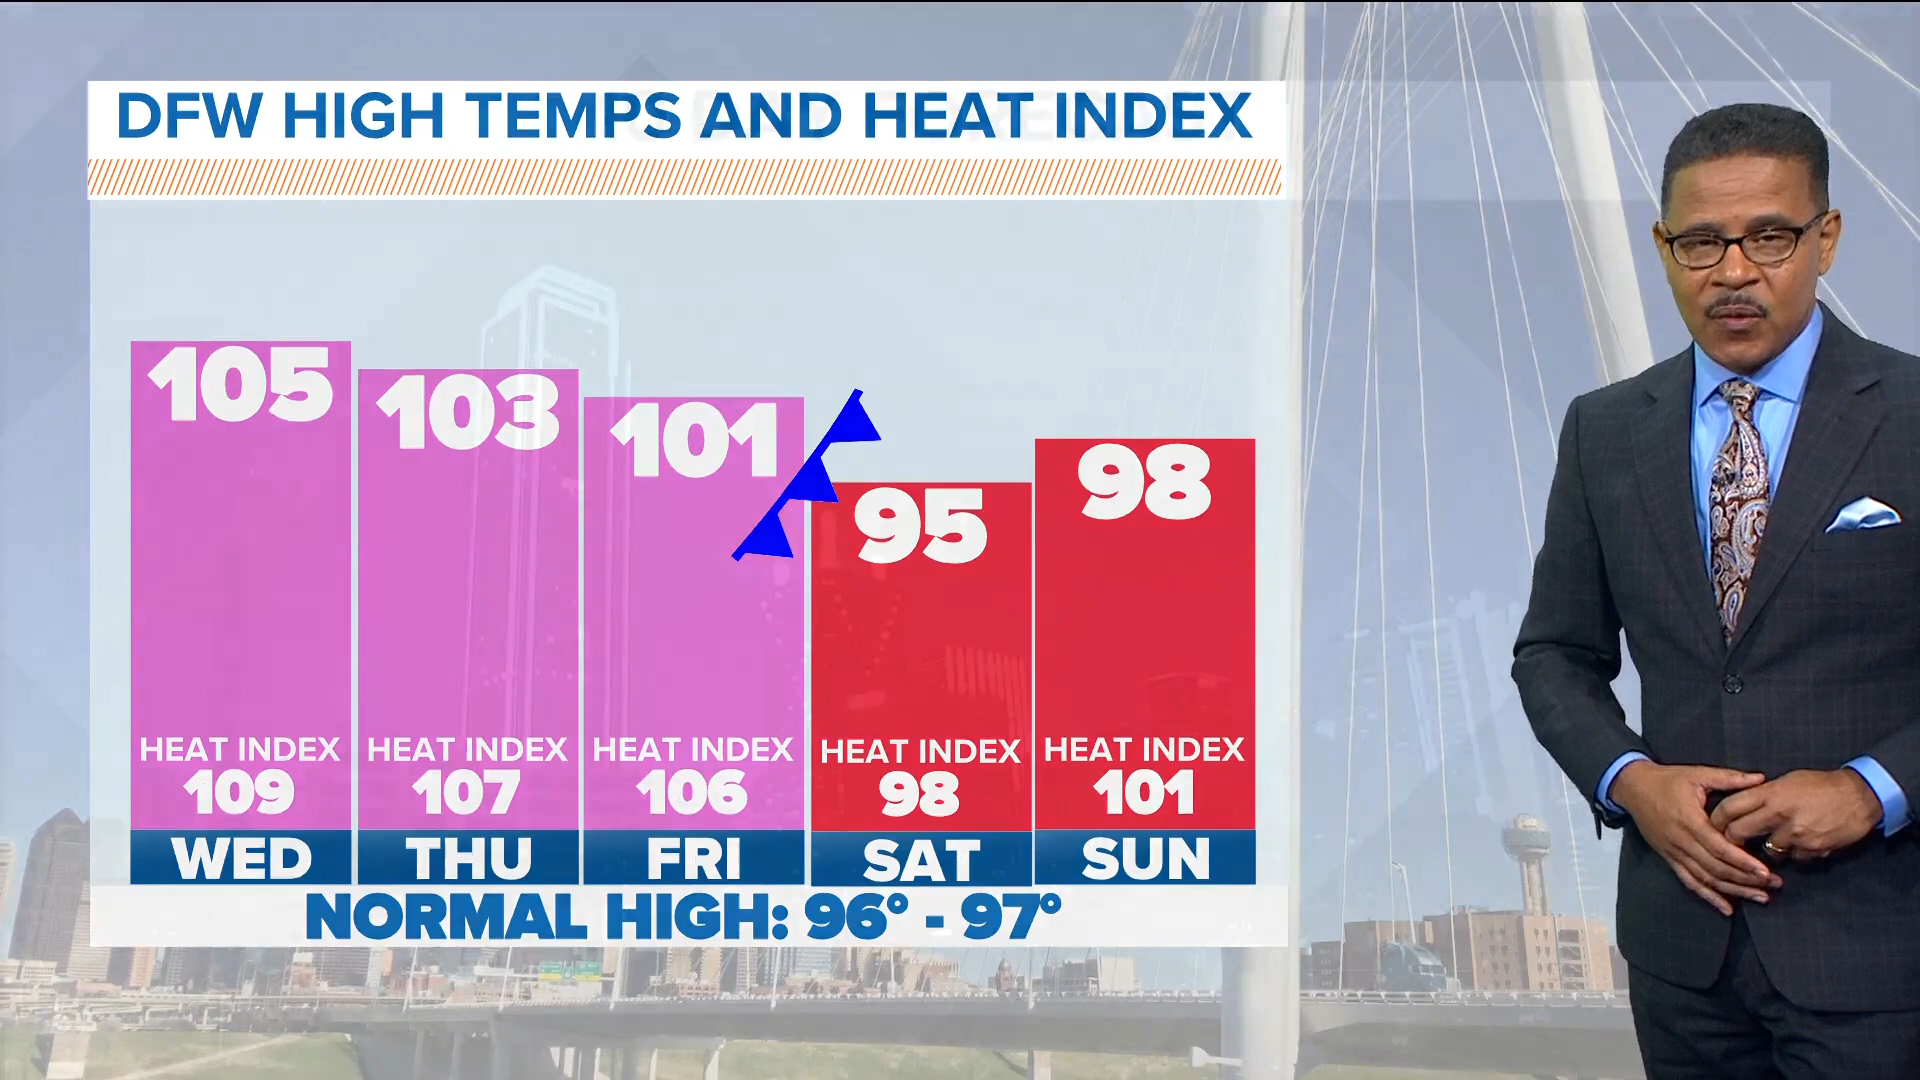 DFW HIGH TEMPS AND HEAT INDEX
105
103
101
95
98
HEAT INDEX
109
HEAT INDEX
107
HEAT INDEX
106
HEAT INDEX
98
HEAT INDEX
101
WED
THU
FRI
SAT
SUN
NORMAL HIGH: 96° - 97°